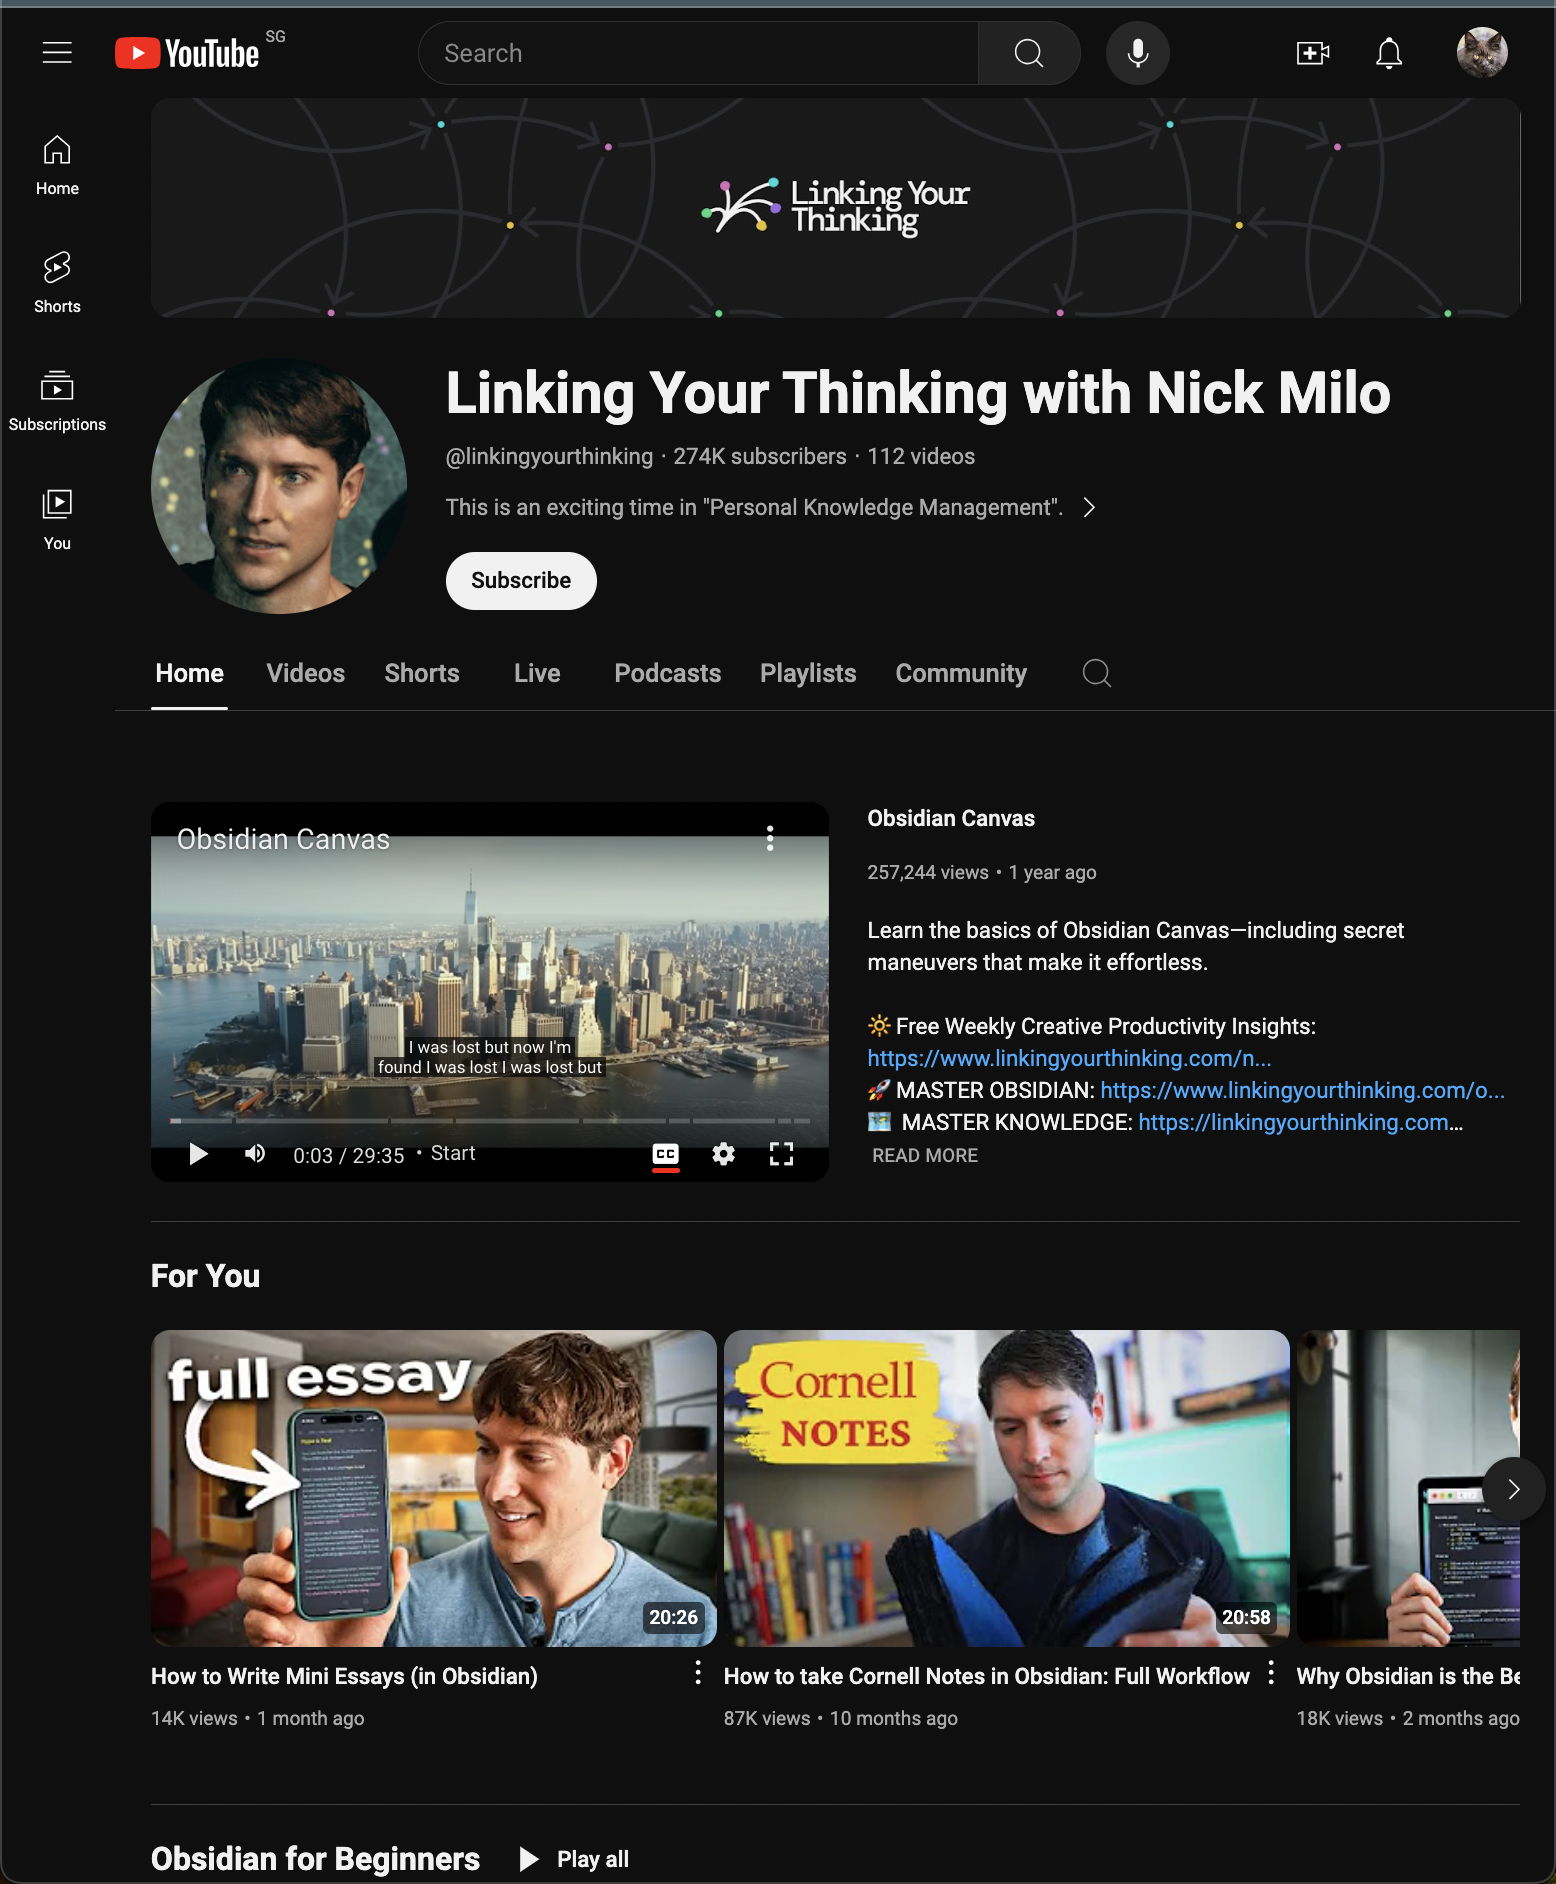 YouTube SG
Search
Home
Shorts
Subscriptions
You
Linking Your
Thinking
Linking Your Thinking with Nick Milo
@linkingyourthinking · 274K subscribers · 112 videos
This is an exciting time in "Personal Knowledge Management".
Subscribe
Home Videos Shorts Live Podcasts Playlists Community
Obsidian Canvas
I was lost but now I'm
found I was lost I was lost but
0:03 / 29:35 • Start
CC
Obsidian Canvas
257,244 views • 1 year ago
Learn the basics of Obsidian Canvas—including secret
maneuvers that make it effortless.
🔆 Free Weekly Creative Productivity Insights:
https://www.linkingyourthinking.com/n...
🚀 MASTER OBSIDIAN: https://www.linkingyourthinking.com/o...
🗺️ MASTER KNOWLEDGE: https://linkingyourthinking.com...
READ MORE
For You
full essay
20:26
How to Write Mini Essays (in Obsidian)
14K views • 1 month ago
Cornell
NOTES
20:58
How to take Cornell Notes in Obsidian: Full Workflow
87K views • 10 months ago
Why Obsidian is the Be
18K views • 2 months ago
Obsidian for Beginners Play all